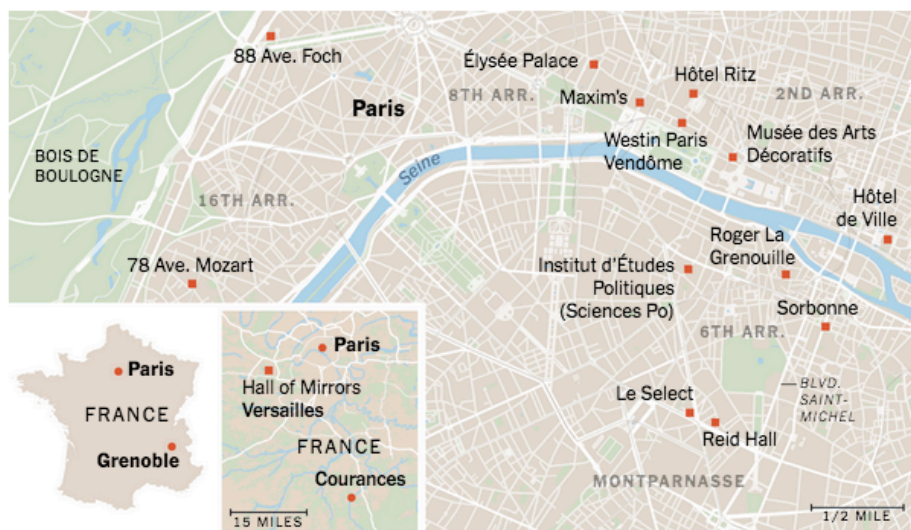 88 Ave. Foch
Élysée Palace
Hôtel Ritz
8TH ARR.
2ND ARR.
Maxim's
Paris
Westin Paris
Vendôme
Musée des Arts
Décoratifs
BOIS DE
BOULOGNE
Seine
16TH ARR.
Hôtel
de Ville
Roger La
Grenouille
78 Ave. Mozart
Institut d'Études
Politiques
(Sciences Po)
Sorbonne
6TH ARR.
Paris
FRANCE
Grenoble
Paris
Hall of Mirrors
Versailles
FRANCE
Courances
15 MILES
BLVD.
SAINT-
MICHEL
Le Select
Reid Hall
MONTPARNASSE
1/2 MILE